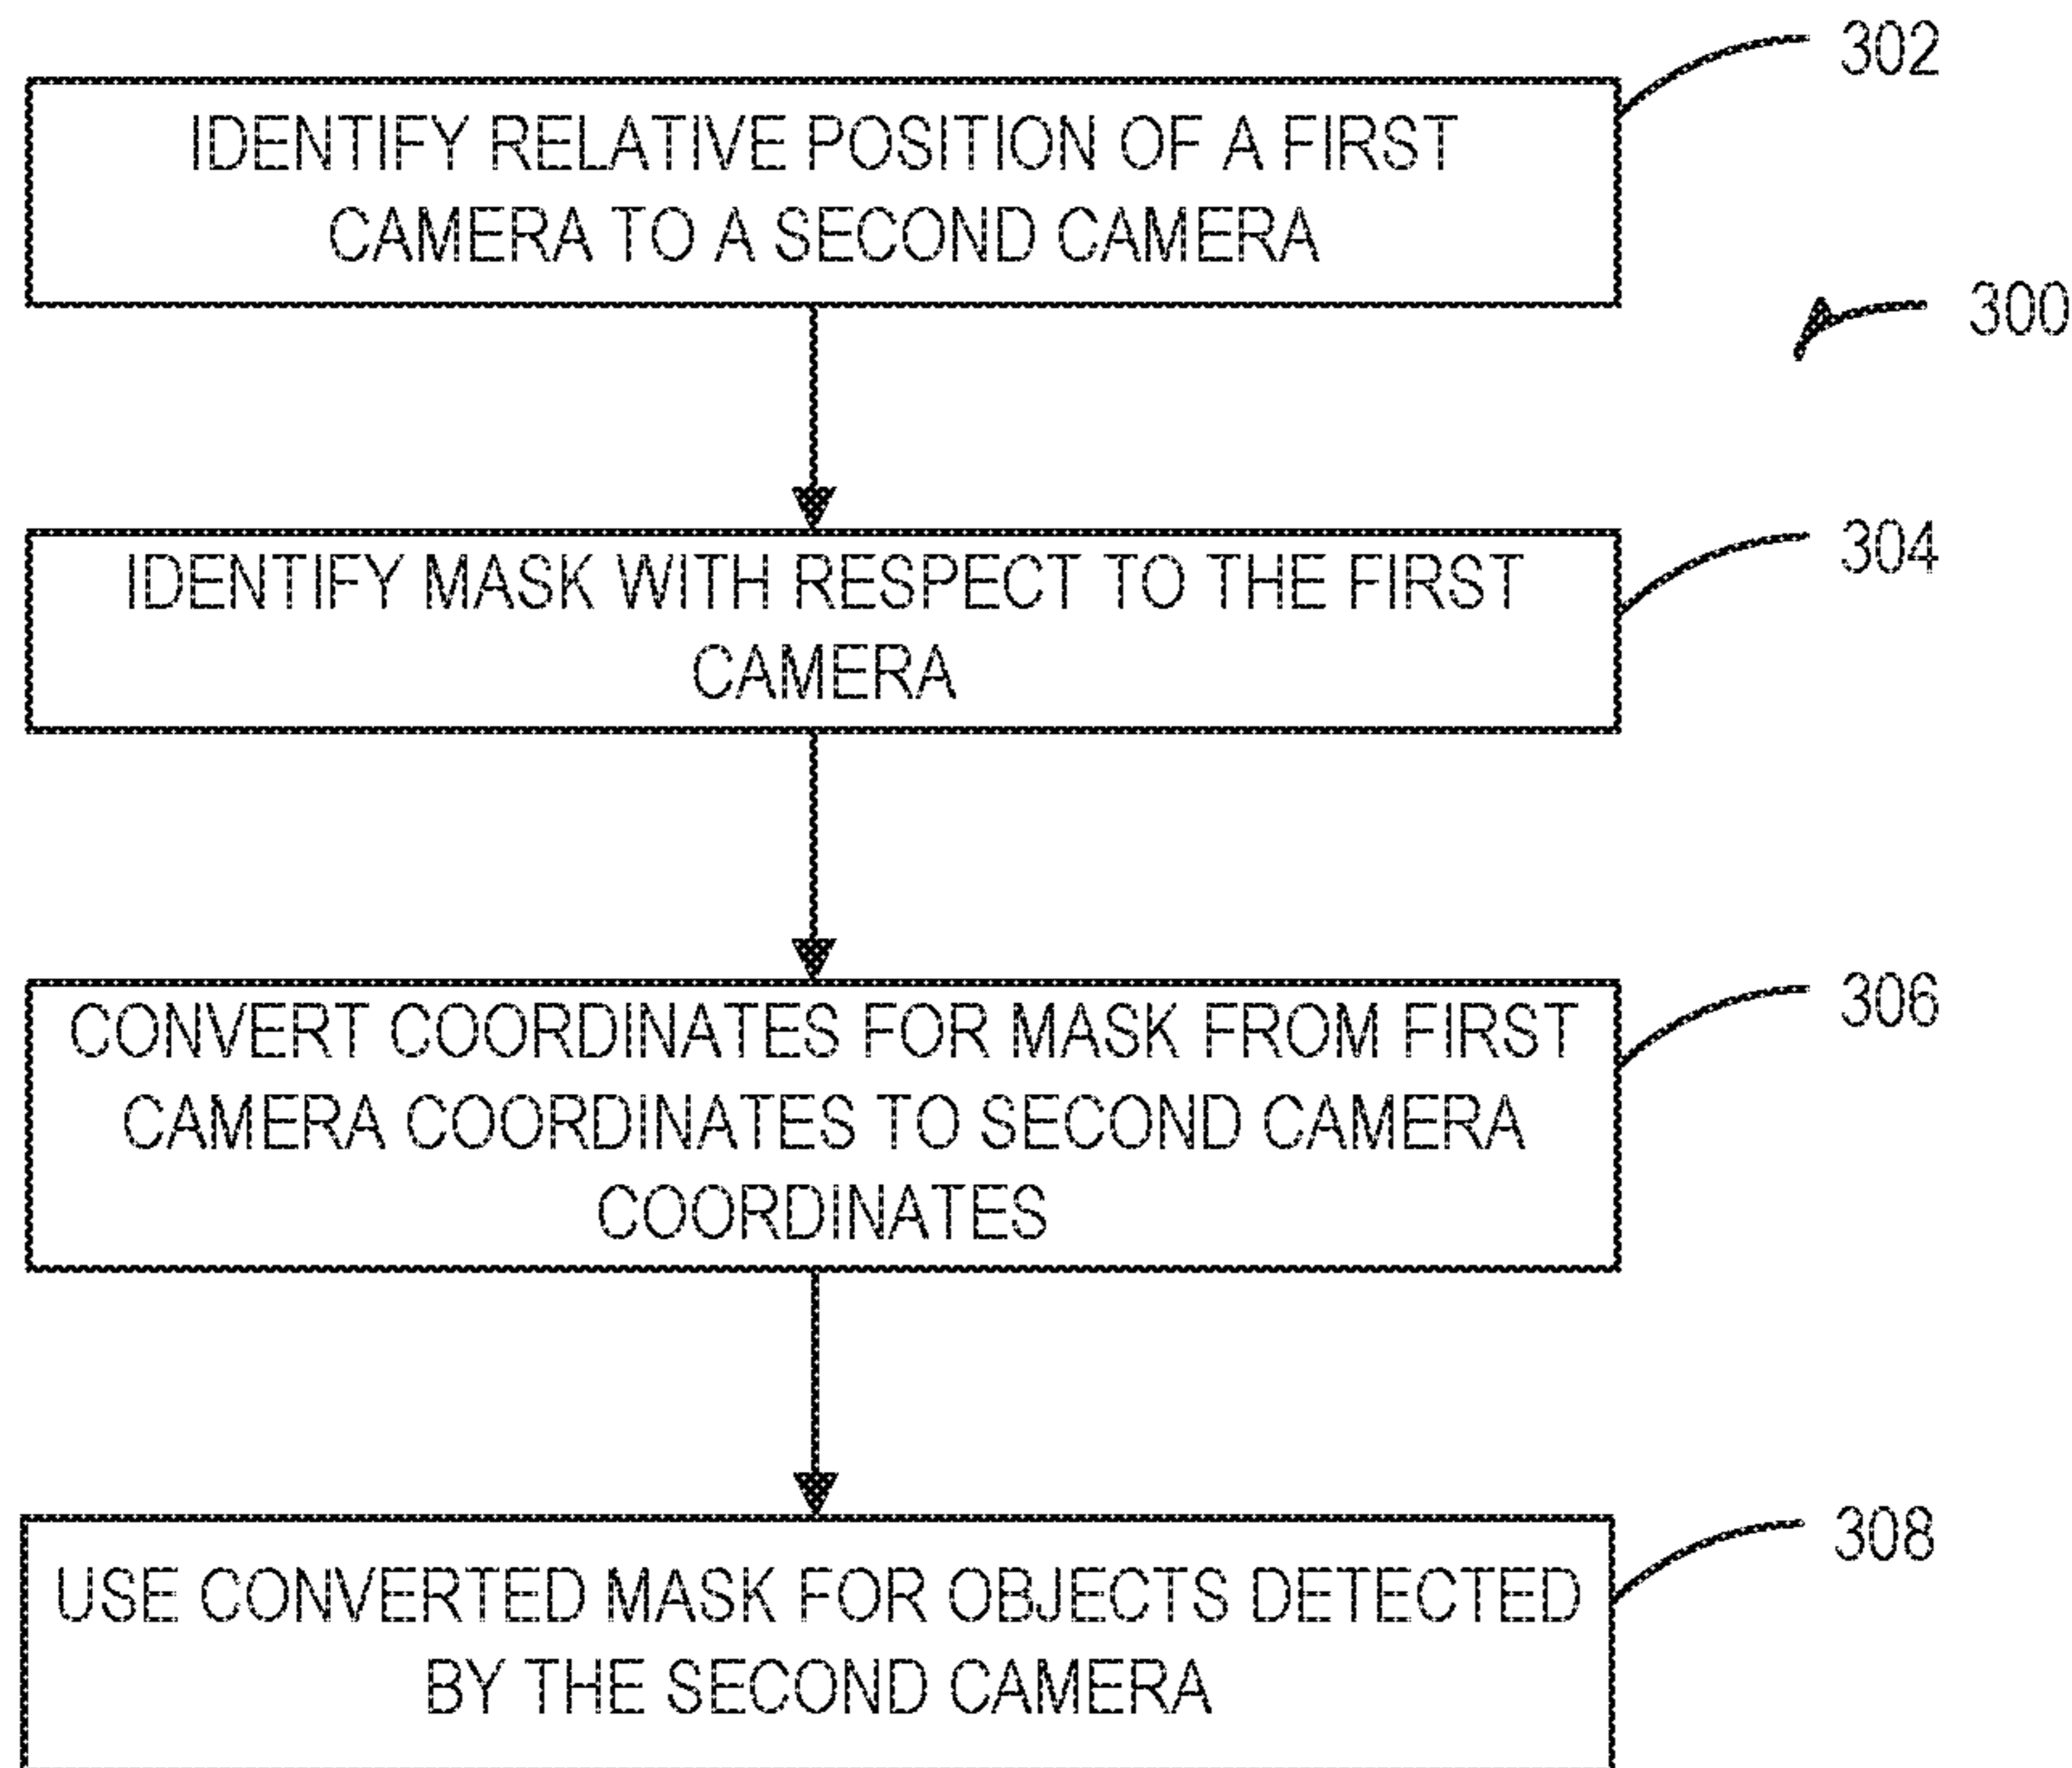 302
IDENTIFY RELATIVE POSITION OF A FIRST
CAMERA TO A SECOND CAMERA
300
304
IDENTIFY MASK WITH RESPECT TO THE FIRST
CAMERA
306
CONVERT COORDINATES FOR MASK FROM FIRST
CAMERA COORDINATES TO SECOND CAMERA
COORDINATES
308
USE CONVERTED MASK FOR OBJECTS DETECTED
BY THE SECOND CAMERA